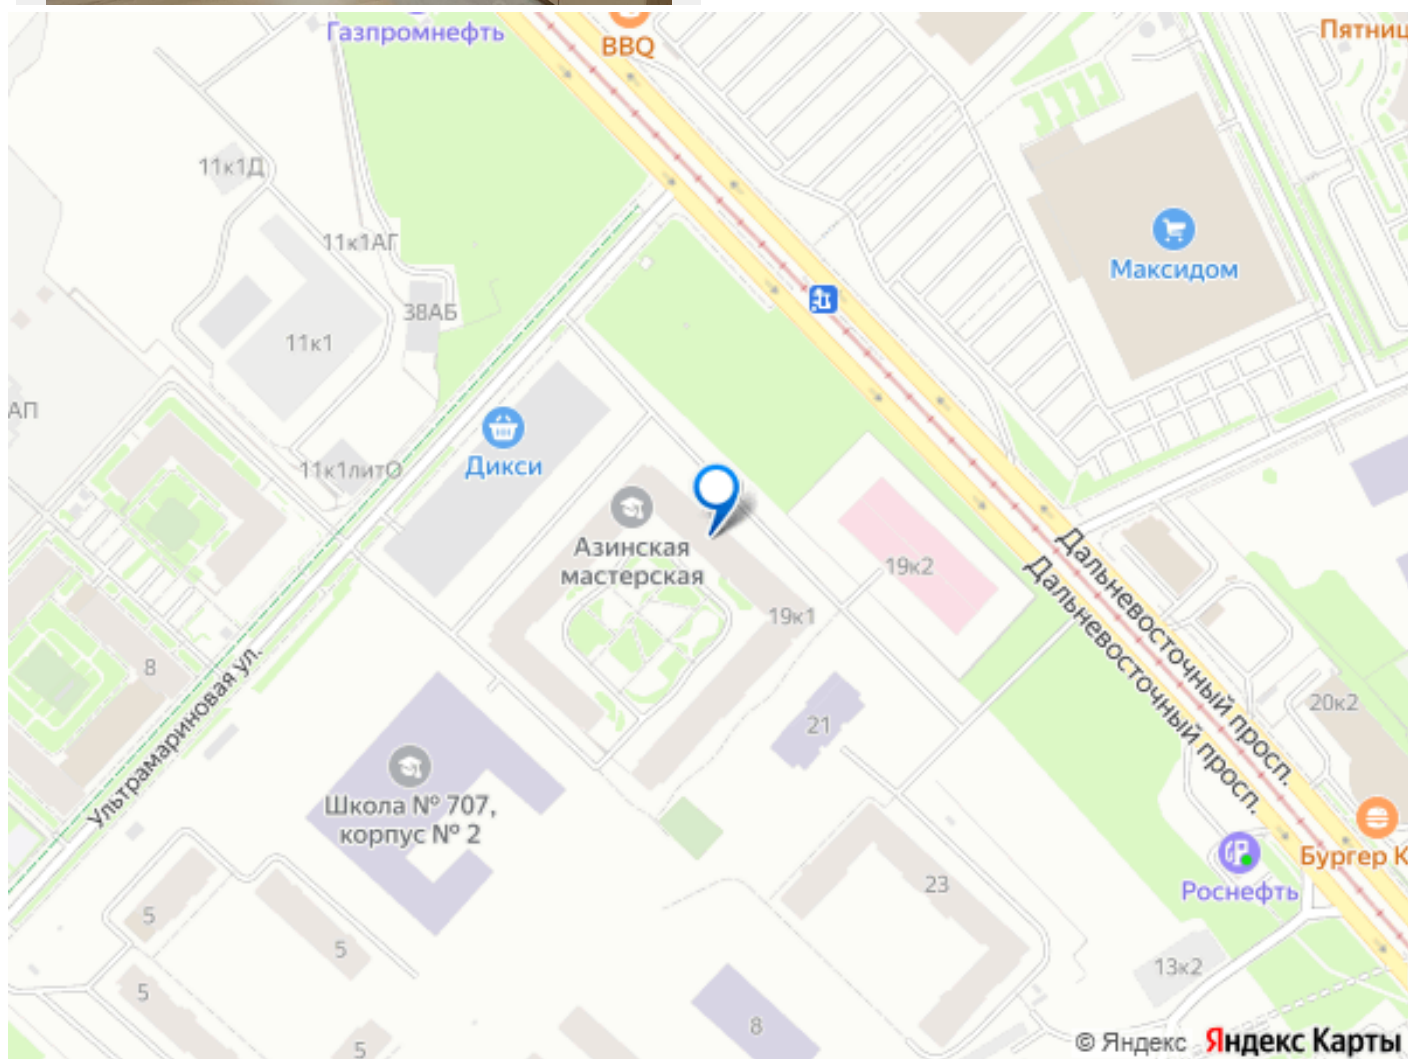 Газпромнефть
BBQ
11к1Д
11к1АГ
Максидом
38АБ
11к1
АП
11к1литО
Дикси
Азинская
мастерская
19к2
19к1
Дальневосточный просп.
Дальневосточный просп.
8
Ультрамариновая ул.
21
20к2
Школа № 707,
корпус № 2
Бургер К
Роснефть
23
5
5
13к2
5
8
5
© Яндекс Яндекс Карты